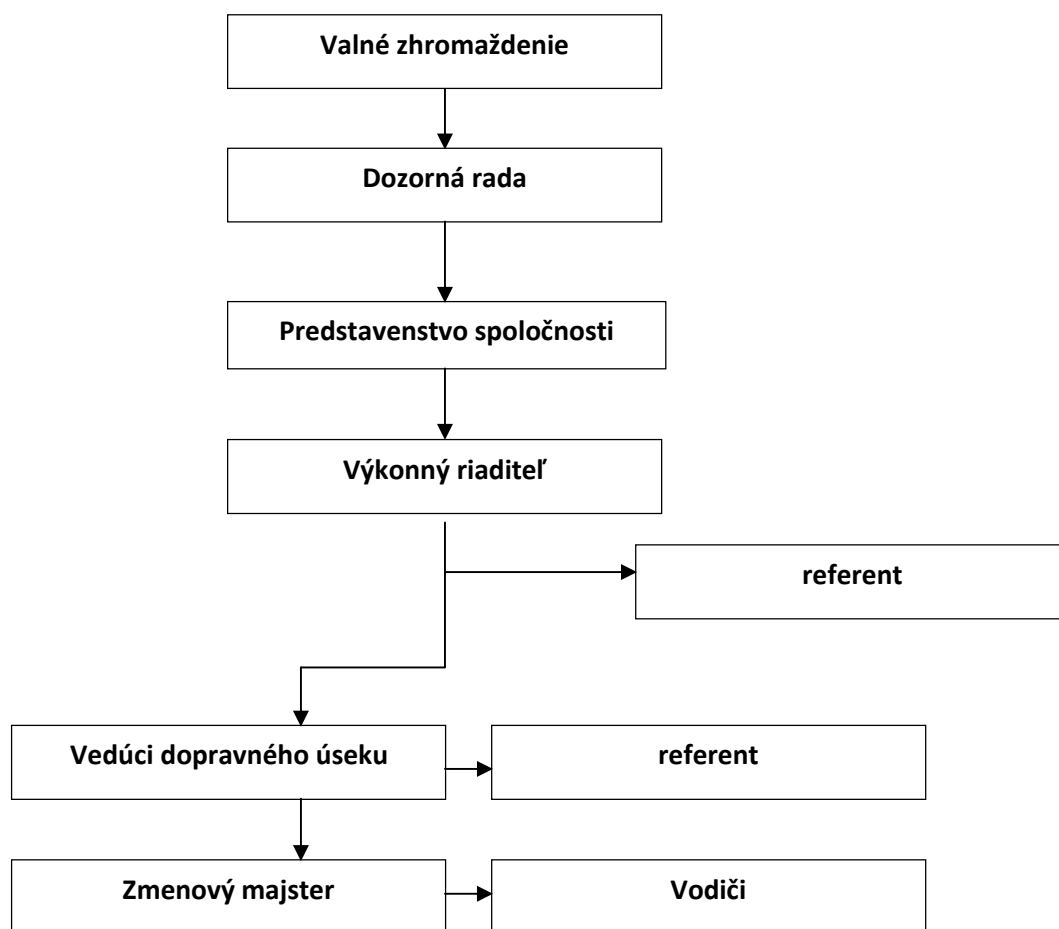 Valné zhromaždenie
Dozorná rada
Predstavenstvo spoločnosti
Výkonný riaditeľ
referent
Vedúci dopravného úseku
referent
Zmenový majster
Vodiči